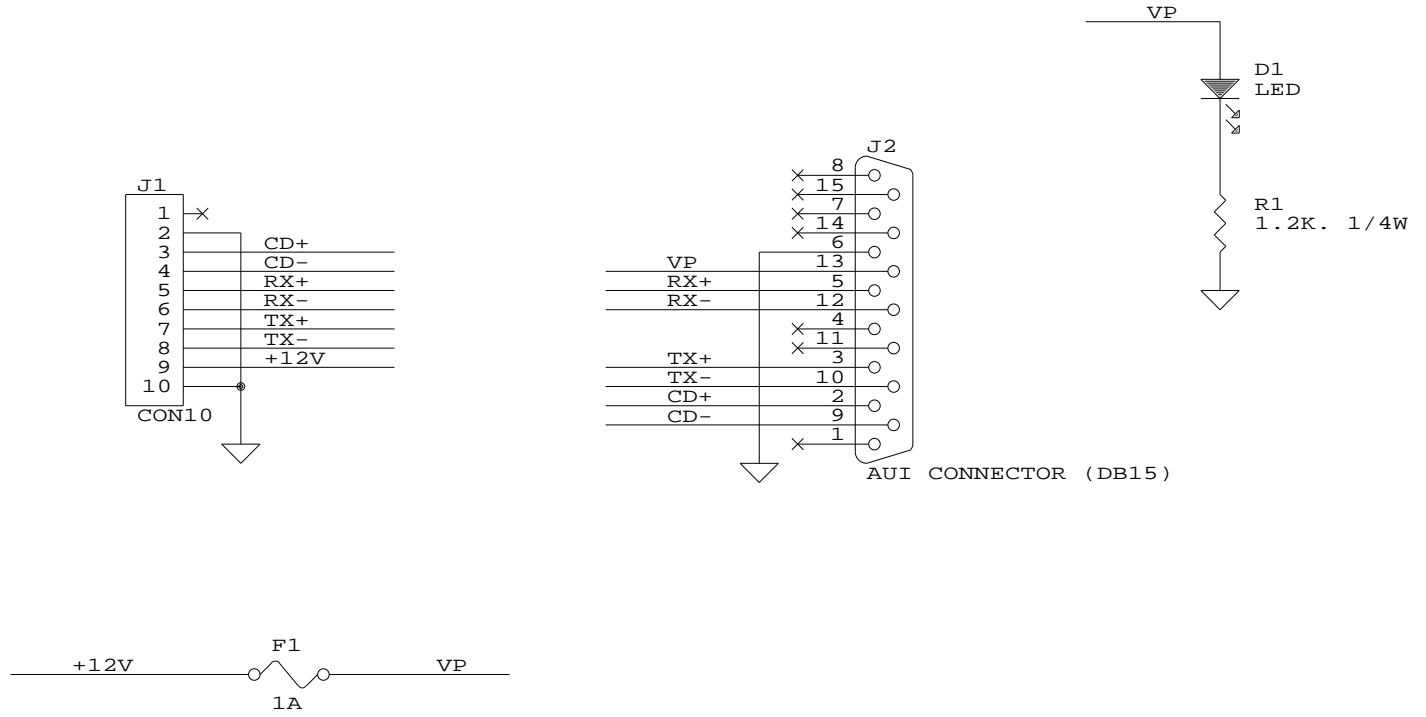 VP
D1
LED
R1
1.2K. 1/4W
J1
1
2
3 CD+
4 CD-
5 RX+
6 RX-
7 TX+
8 TX-
9 +12V
10
CON10
J2
8
15
7
14
6
VP 13
RX+ 5
RX- 12
4
11
TX+ 3
TX- 10
CD+ 2
CD- 9
1
AUI CONNECTOR (DB15)
F1
+12V VP
1A